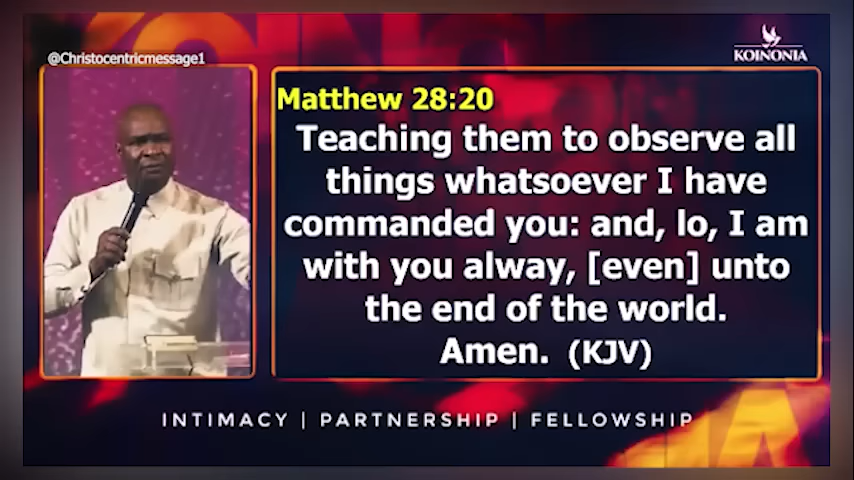 @Christocentricmessage1
KOINONIA
Matthew 28:20
Teaching them to observe all
things whatsoever I have
commanded you: and, lo, I am
with you alway, [even] unto
the end of the world.
Amen. (KJV)
INTIMACY | PARTNERSHIP | FELLOWSHIP